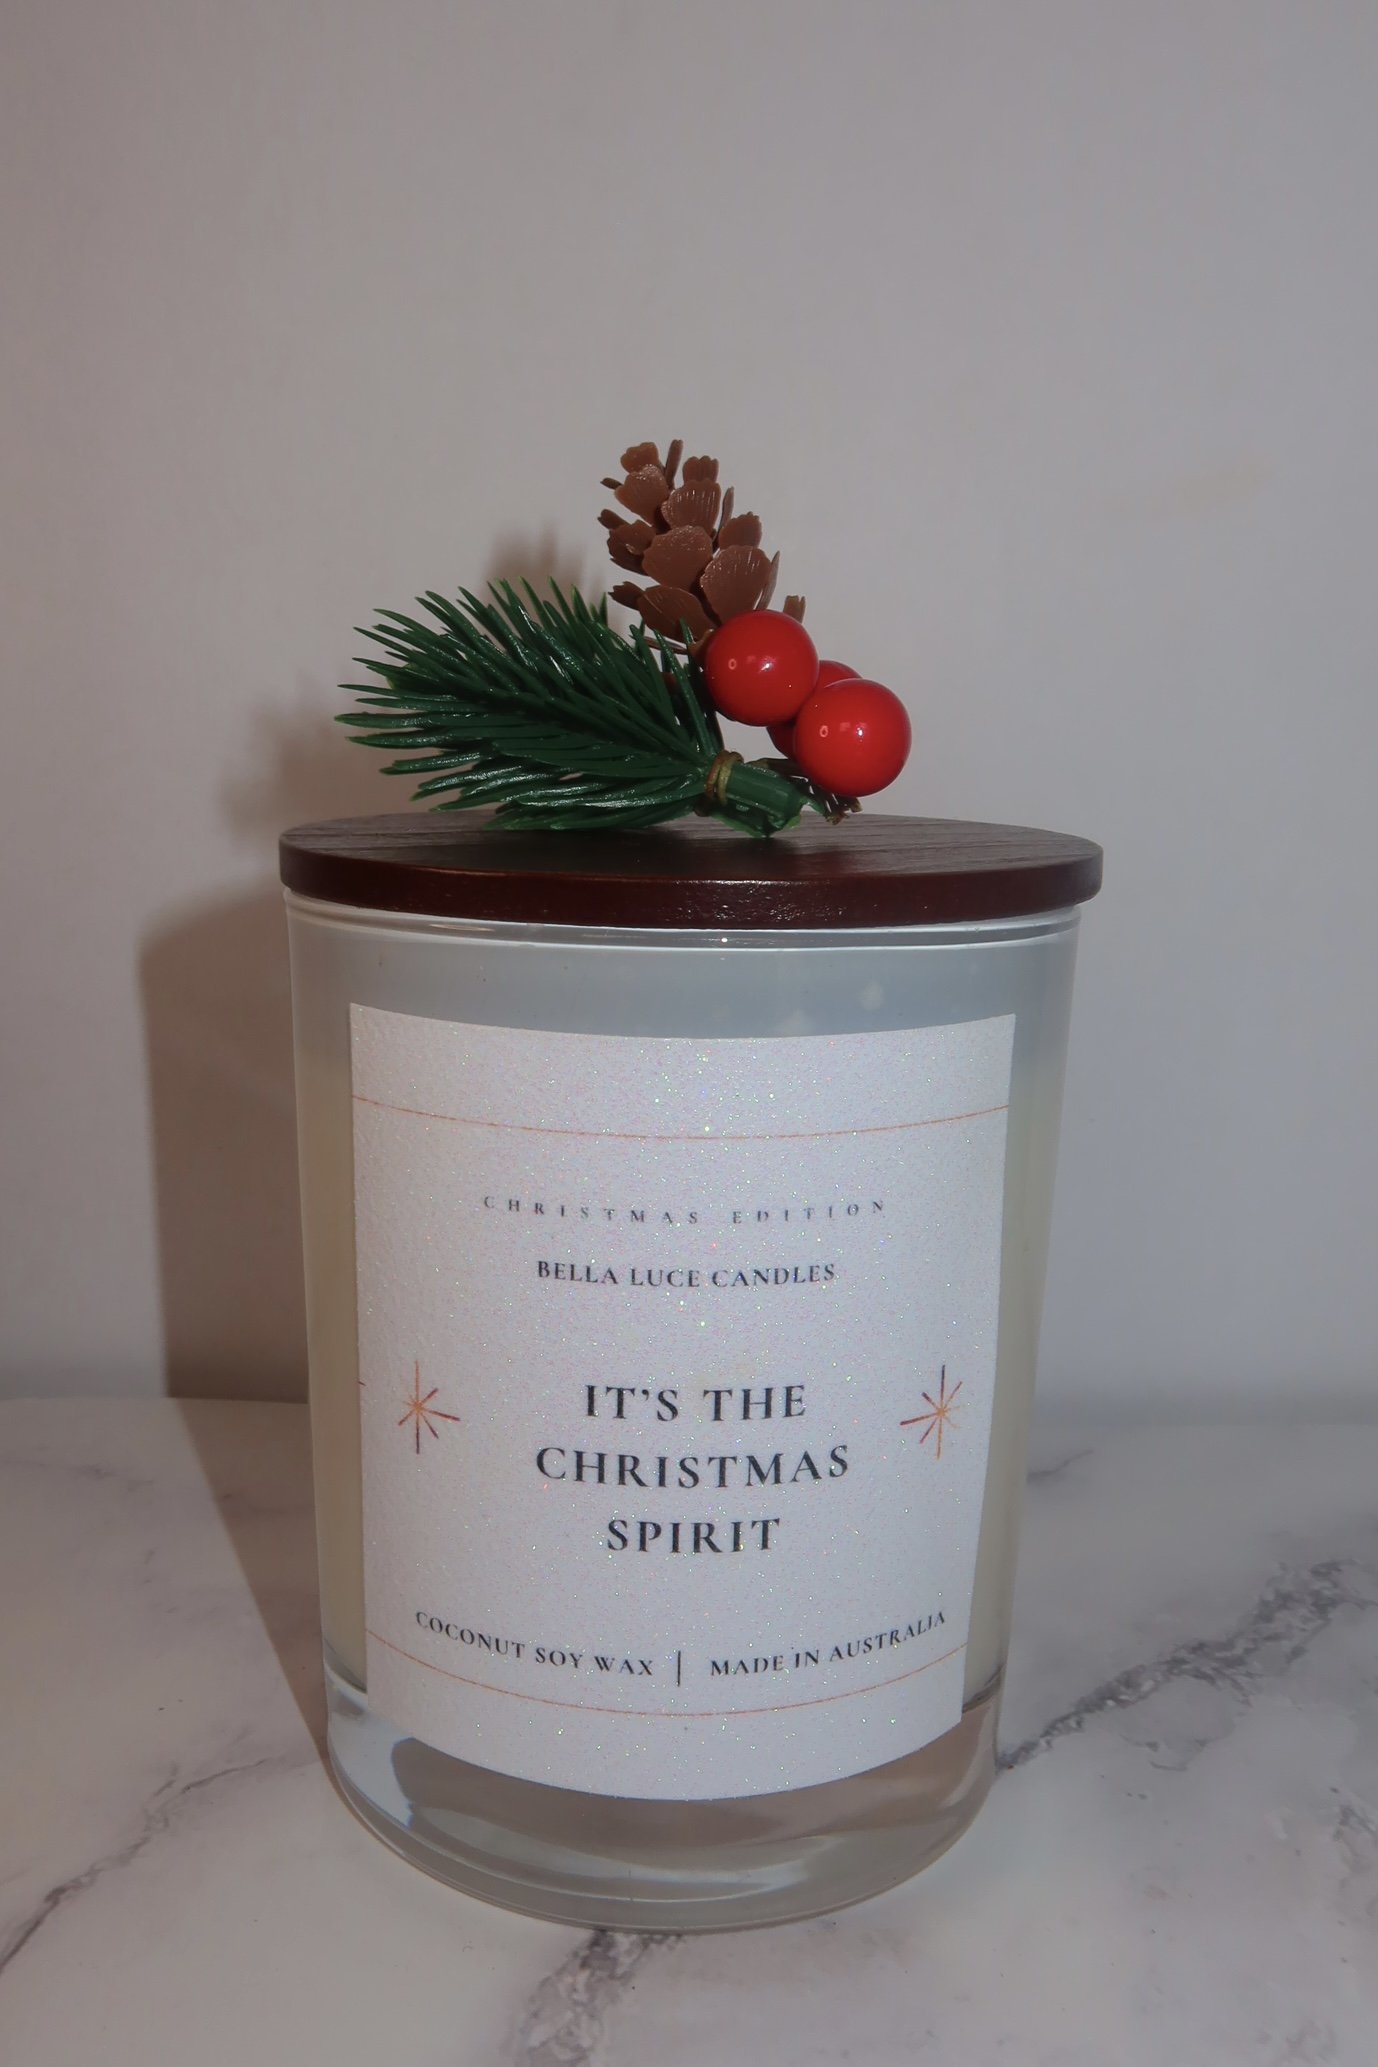 CHRISTMAS EDITION
BELLA LUCE CANDLES
IT'S THE
CHRISTMAS
SPIRIT
COCONUT SOY WAX | MADE IN AUSTRALIA